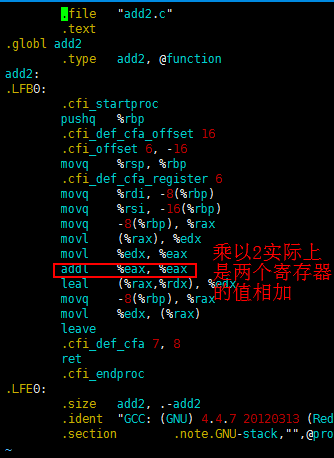 .file "add2.c"
.text
.globl add2
.type add2, @function
add2:
.LFB0:
.cfi_startproc
pushq %rbp
.cfi_def_cfa_offset 16
.cfi_offset 6, -16
movq %rsp, %rbp
.cfi_def_cfa_register 6
movq %rdi, -8(%rbp)
movq %rsi, -16(%rbp)
movq -8(%rbp), %rax
movl (%rax), %edx
movl %edx, %eax
addl %eax, %eax
leal (%rax,%rdx), %edx
movq -8(%rbp), %rax
movl %edx, (%rax)
leave
.cfi_def_cfa 7, 8
ret
.cfi_endproc
.LFE0:
.size add2, .-add2
.ident "GCC: (GNU) 4.4.7 20120313 (Red
.section .note.GNU-stack,"",@pro
~
乘以2实际上
是两个寄存器
的值相加